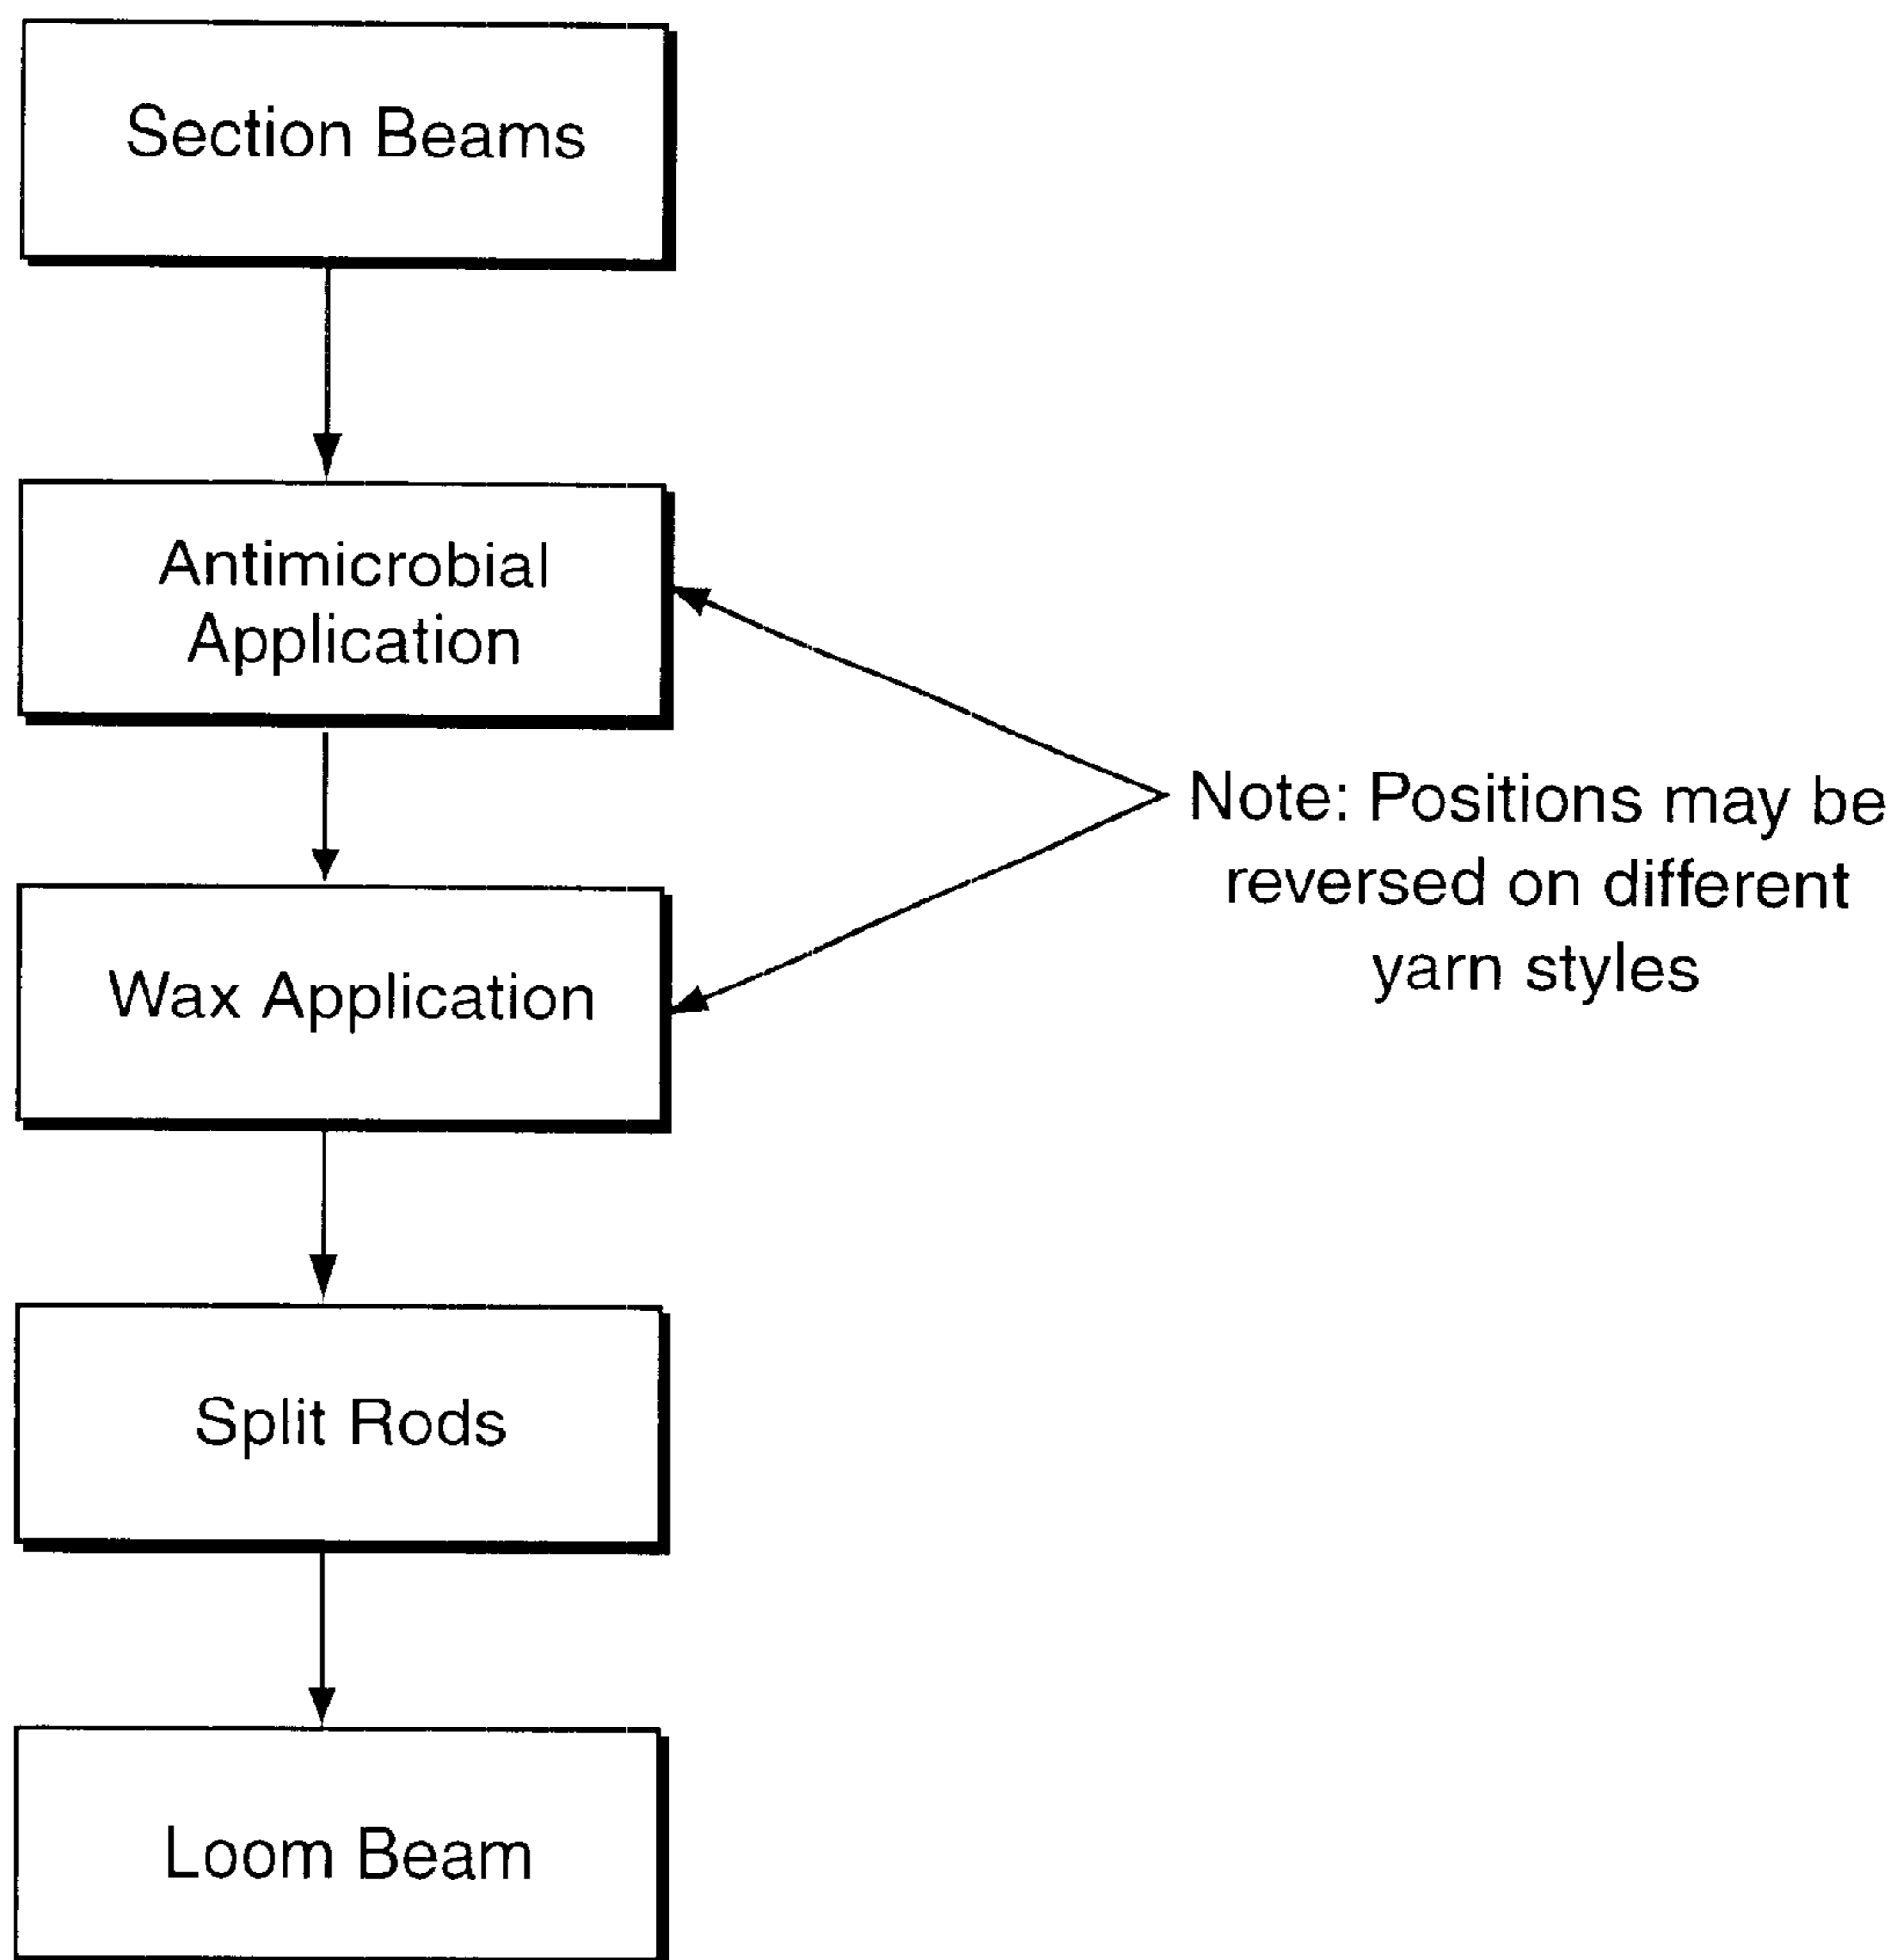 Section Beams
Antimicrobial
Application
Note: Positions may be
reversed on different
yarn styles
Wax Application
Split Rods
Loom Beam